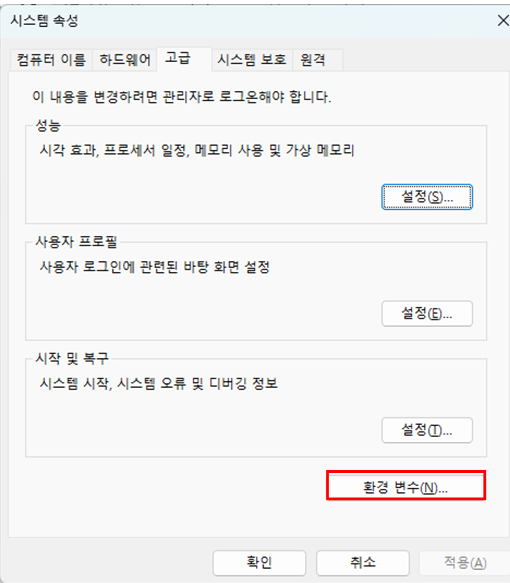 시스템 속성
컴퓨터 이름 하드웨어 고급 시스템 보호 원격
이 내용을 변경하려면 관리자로 로그온해야 합니다.
성능
시각 효과, 프로세서 일정, 메모리 사용 및 가상 메모리
설정(S)...
사용자 프로필
사용자 로그인에 관련된 바탕 화면 설정
설정(E)...
시작 및 복구
시스템 시작, 시스템 오류 및 디버깅 정보
설정(T)...
환경 변수(N)...
확인 취소 적용(A)